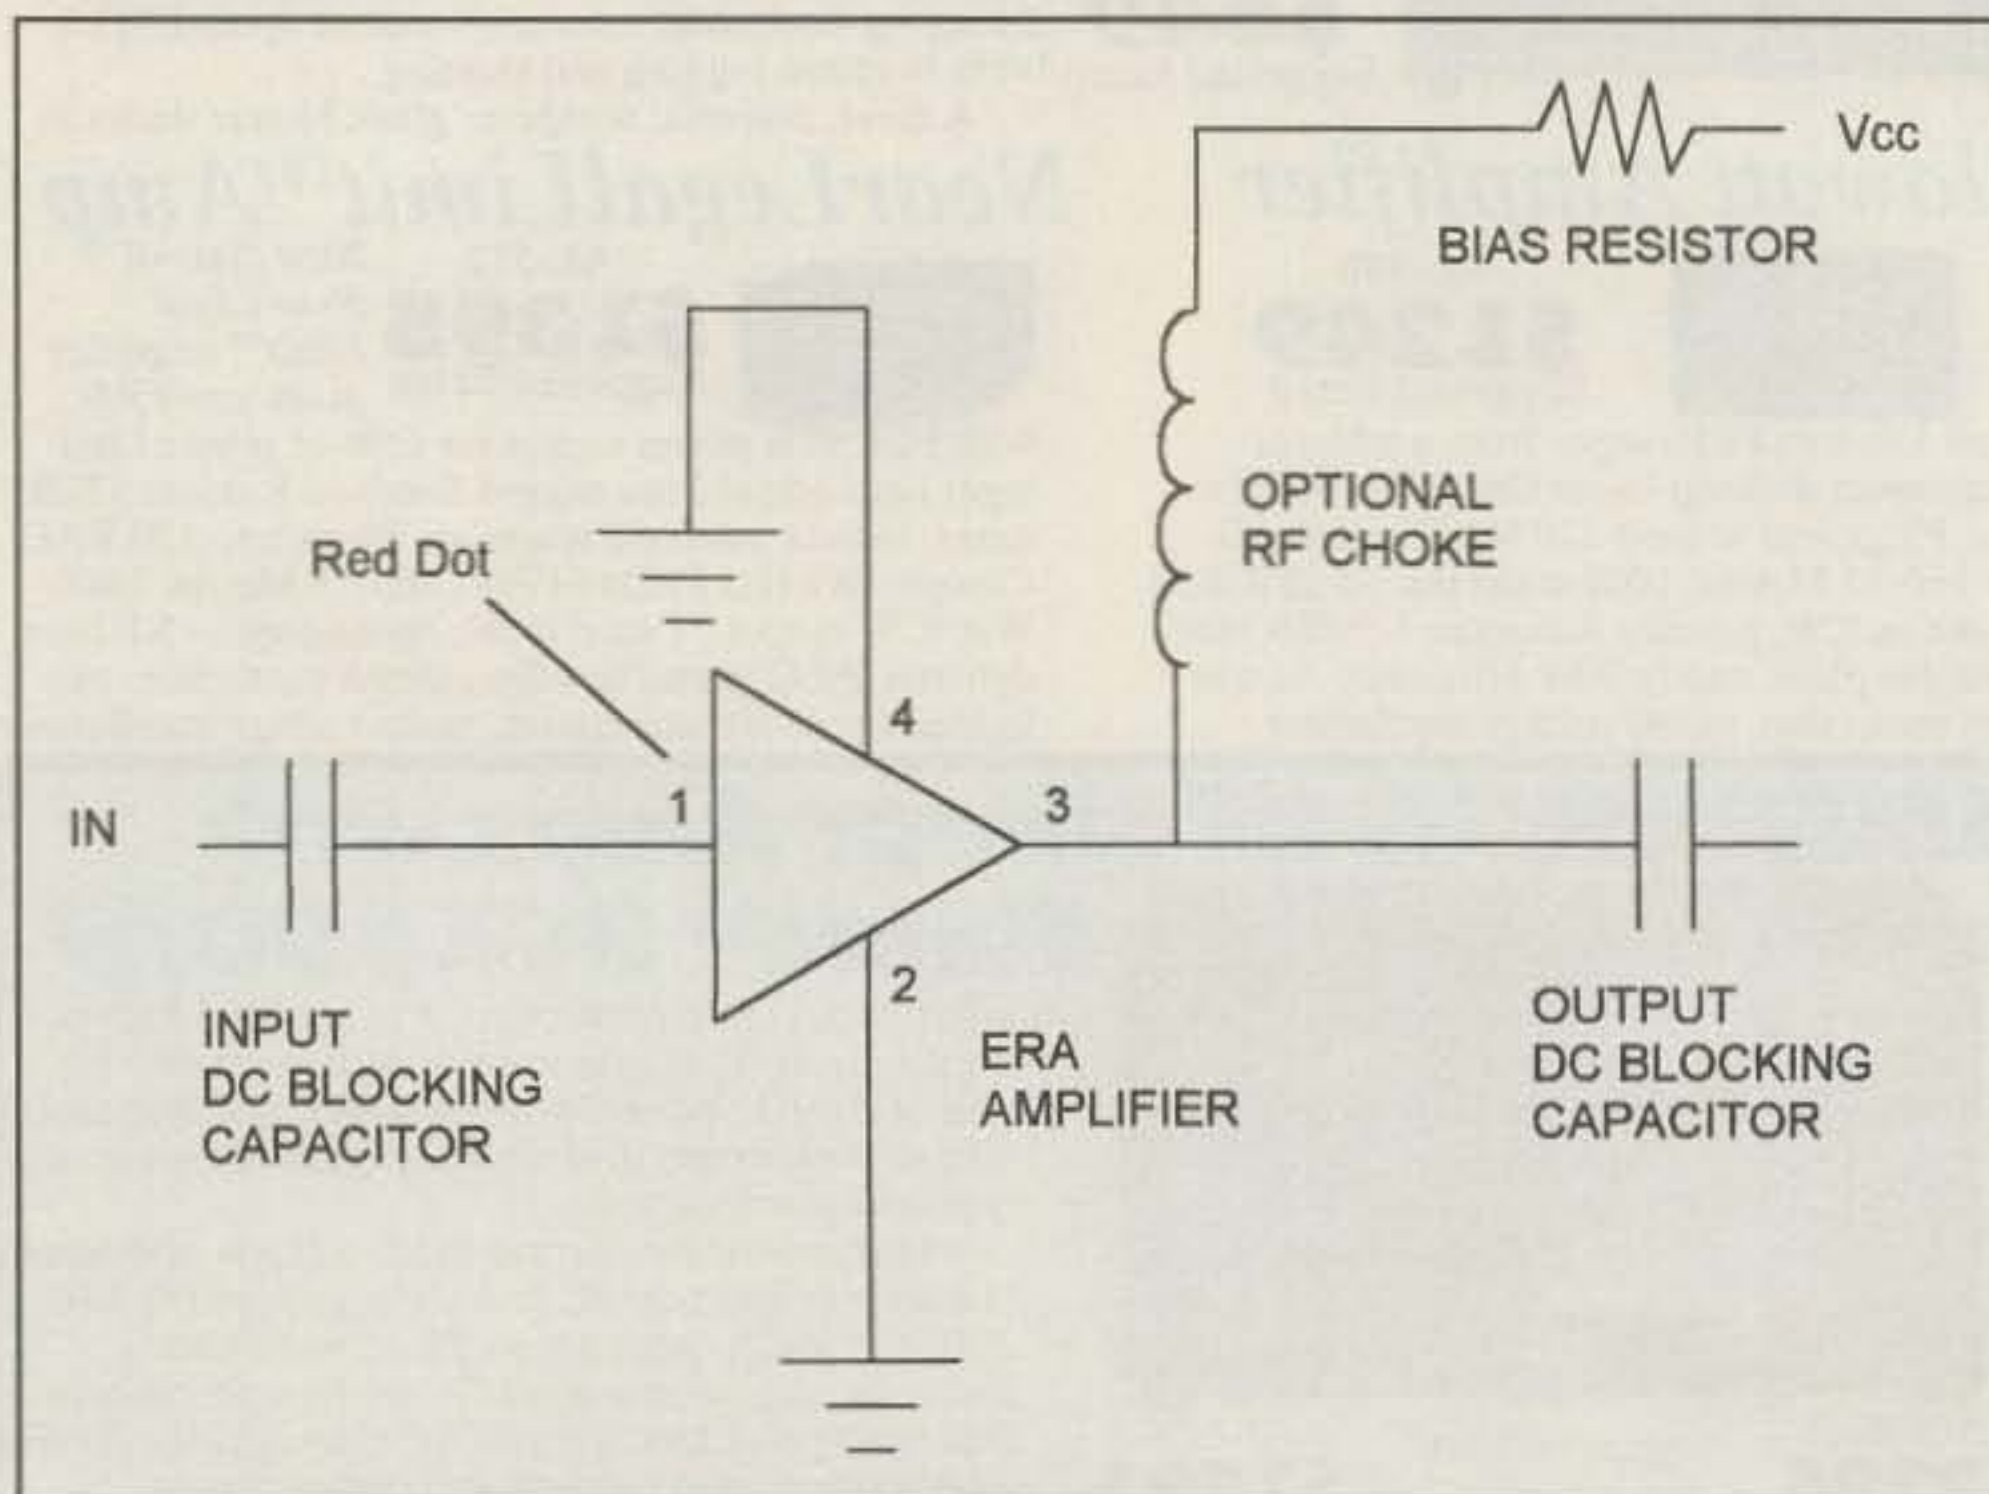 Vcc
BIAS RESISTOR
OPTIONAL
RF CHOKE
Red Dot
4
1
3
IN
2
INPUT
DC BLOCKING
CAPACITOR
ERA
AMPLIFIER
OUTPUT
DC BLOCKING
CAPACITOR